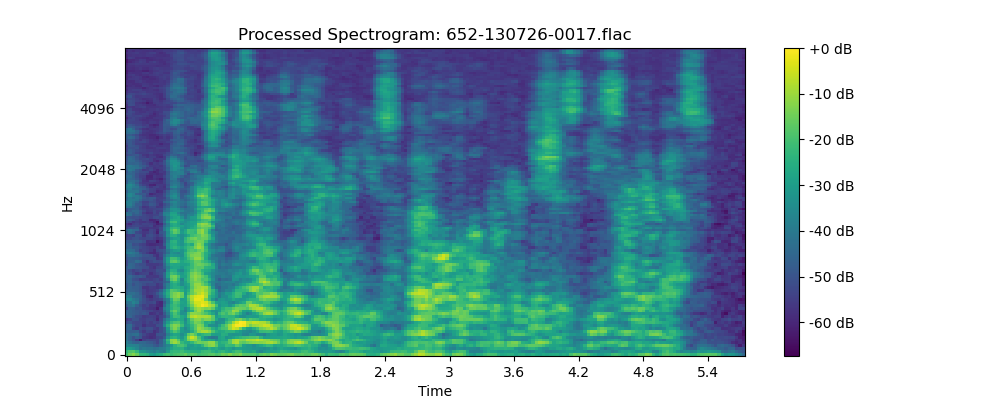 Processed Spectrogram: 652-130726-0017.flac
Hz
4096
2048
1024
512
0
0 0.6 1.2 1.8 2.4 3 3.6 4.2 4.8 5.4
Time
+0 dB
-10 dB
-20 dB
-30 dB
-40 dB
-50 dB
-60 dB